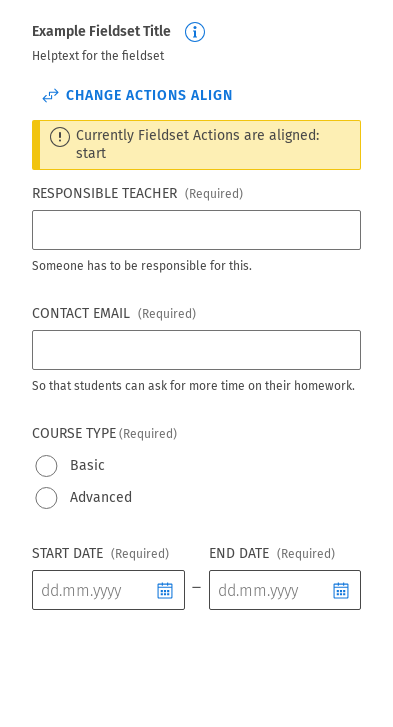 Example Fieldset Title
Helptext for the fieldset
CHANGE ACTIONS ALIGN
Currently Fieldset Actions are aligned:
start
RESPONSIBLE TEACHER (Required)
Someone has to be responsible for this.
CONTACT EMAIL (Required)
So that students can ask for more time on their homework.
COURSE TYPE (Required)
Basic
Advanced
START DATE (Required) END DATE (Required)
dd.mm.yyyy – dd.mm.yyyy